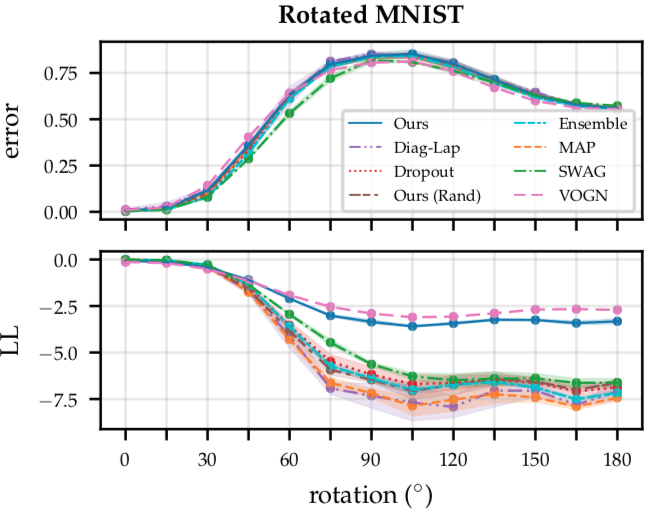 Rotated MNIST
error
0.75
0.50
0.25
0.00
Ours
Diag-Lap
Dropout
Ours (Rand)
Ensemble
MAP
SWAG
VOGN
LL
0.0
−2.5
−5.0
−7.5
0 30 60 90 120 150 180
rotation (°)